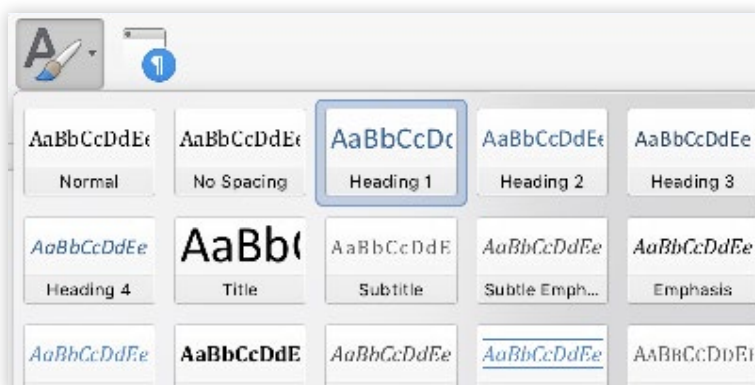 A
¶
AaBbCcDdEe AaBbCcDdEe AaBbCcDc AaBbCcDdEe AaBbCcDdEe
Normal No Spacing Heading 1 Heading 2 Heading 3
AaBbCcDdEe AaBb( AaBbCcDdE AaBbCcDdEe AaBbCcDdEe
Heading 4 Title Subtitle Subtle Emph... Emphasis
AaBbCcDdEe AaBbCcDdE AaBbCcDdEe AaBbCcDdEe AABBCCDDEE